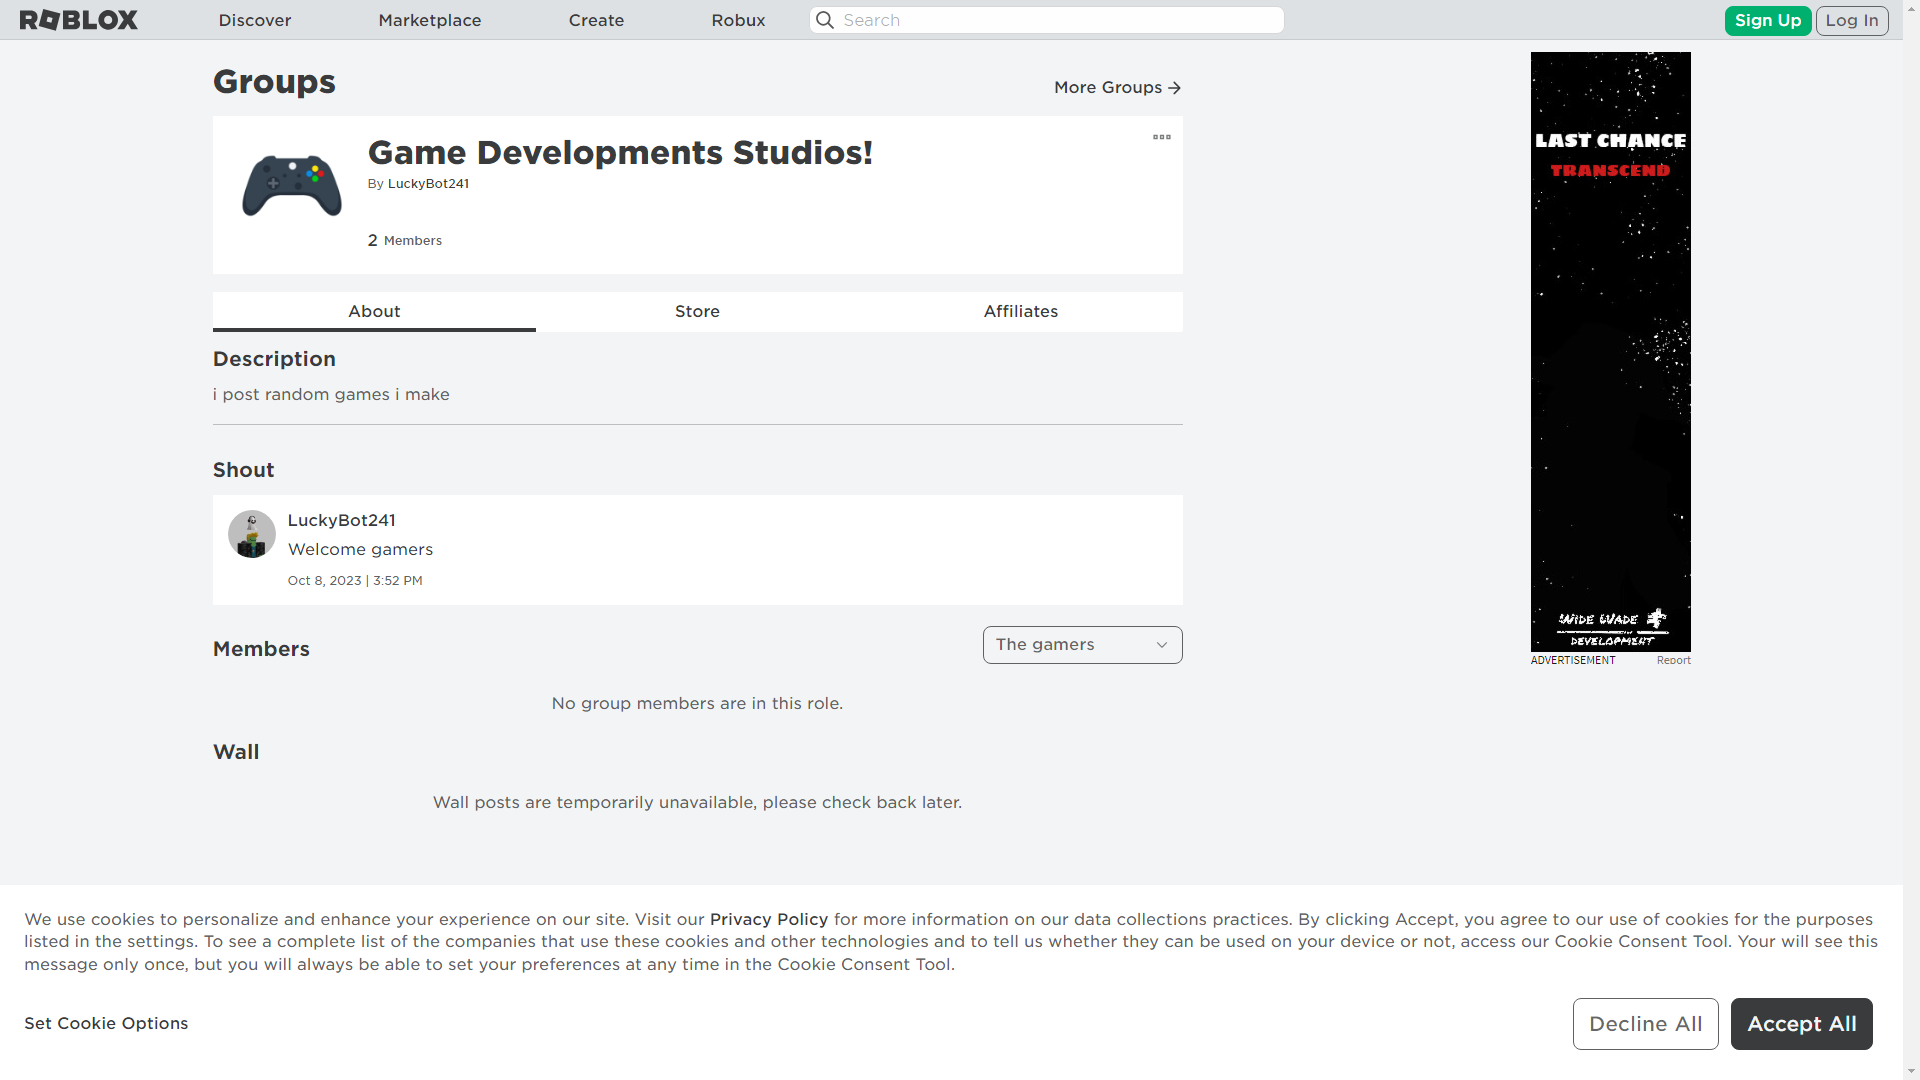 ROBLOX
Discover
Marketplace
Create
Robux
Search
Sign Up
Log In
Groups
More Groups
Game Developments Studios!
By LuckyBot241
2 Members
About
Store
Affiliates
Description
i post random games i make
Shout
LuckyBot241
Welcome gamers
Oct 8, 2023 | 3:52 PM
Members
The gamers
No group members are in this role.
Wall
Wall posts are temporarily unavailable, please check back later.
LAST CHANCE
TRANSCEND
WIDE WADE
DEVELOPMENT
ADVERTISEMENT
Report
We use cookies to personalize and enhance your experience on our site. Visit our Privacy Policy for more information on our data collections practices. By clicking Accept, you agree to our use of cookies for the purposes
listed in the settings. To see a complete list of the companies that use these cookies and other technologies and to tell us whether they can be used on your device or not, access our Cookie Consent Tool. Your will see this
message only once, but you will always be able to set your preferences at any time in the Cookie Consent Tool.
Set Cookie Options
Decline All
Accept All